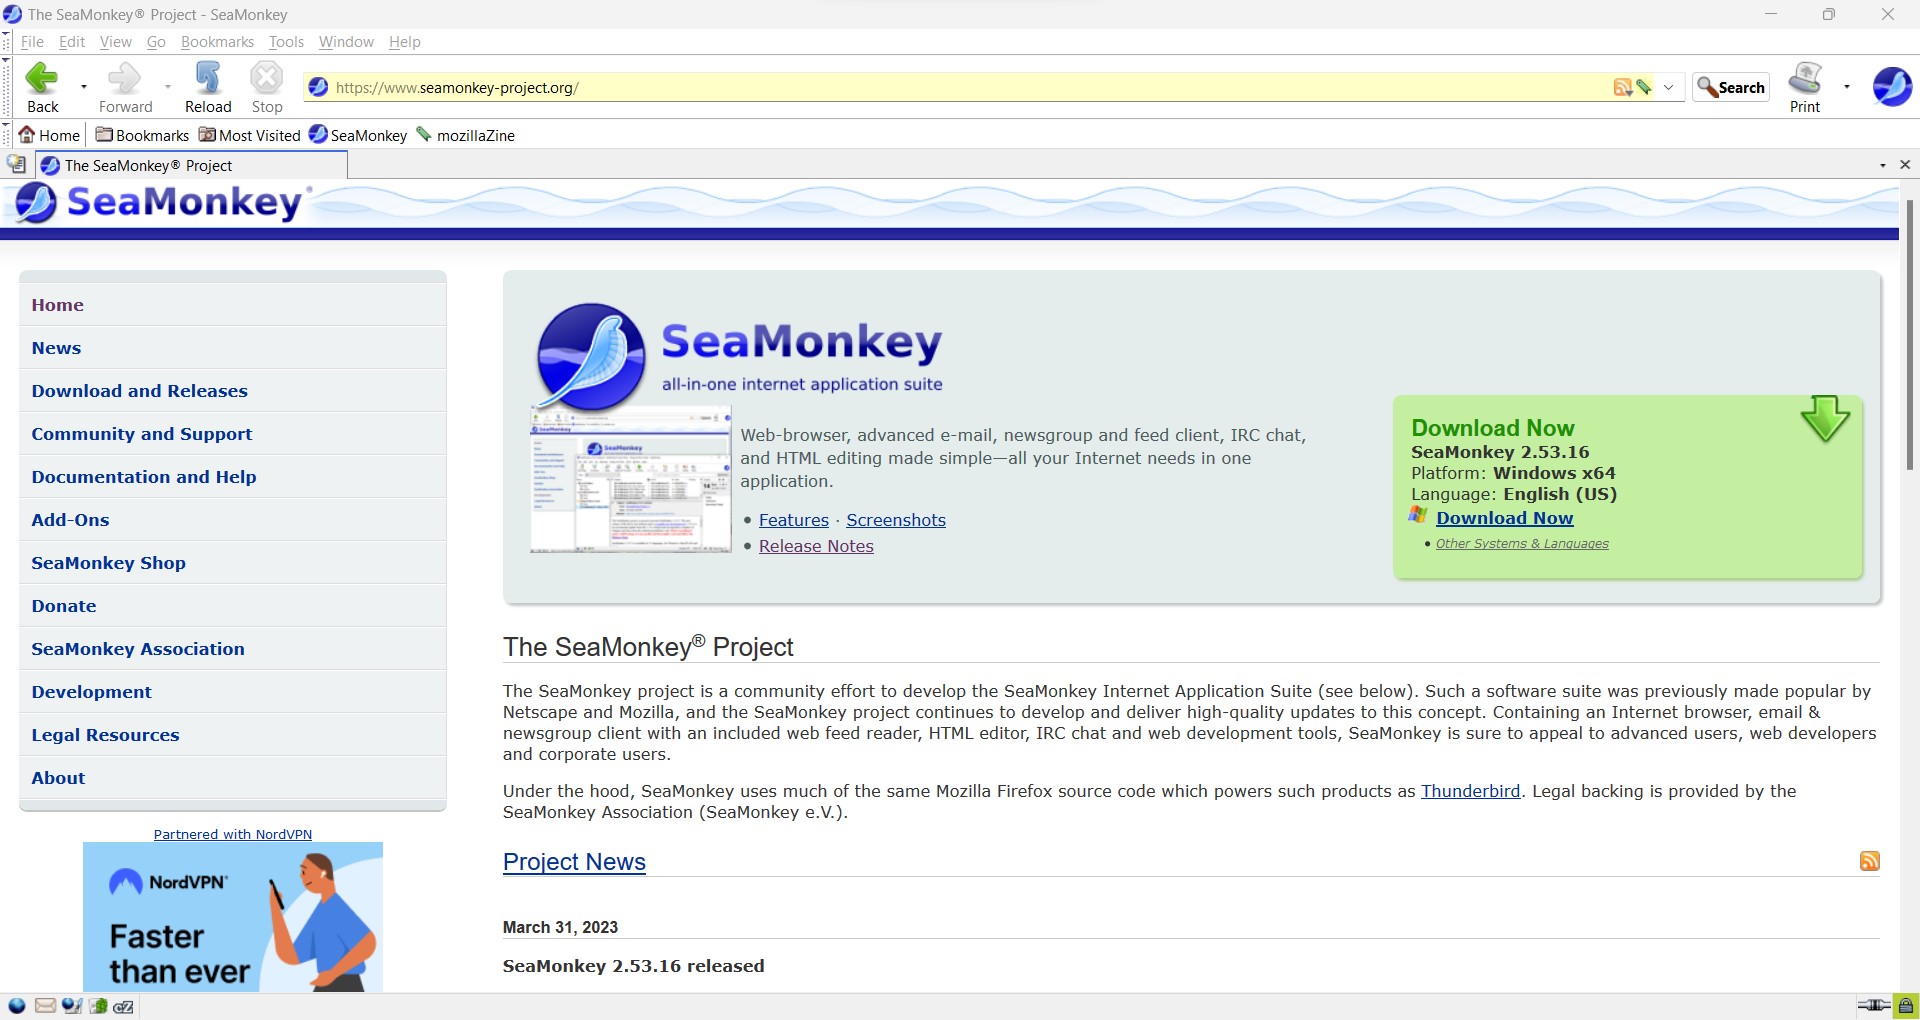 The SeaMonkey® Project - SeaMonkey
File Edit View Go Bookmarks Tools Window Help
Back Forward Reload Stop
https://www.seamonkey-project.org/
Search
Print
Home Bookmarks Most Visited SeaMonkey mozillaZine
The SeaMonkey® Project
SeaMonkey®
Home
News
Download and Releases
Community and Support
Documentation and Help
Add-Ons
SeaMonkey Shop
Donate
SeaMonkey Association
Development
Legal Resources
About
Partnered with NordVPN
NordVPN®
Faster
than ever
SeaMonkey
all-in-one internet application suite
Web-browser, advanced e-mail, newsgroup and feed client, IRC chat,
and HTML editing made simple—all your Internet needs in one
application.
• Features · Screenshots
• Release Notes
Download Now
SeaMonkey 2.53.16
Platform: Windows x64
Language: English (US)
Download Now
• Other Systems & Languages
The SeaMonkey® Project
The SeaMonkey project is a community effort to develop the SeaMonkey Internet Application Suite (see below). Such a software suite was previously made popular by
Netscape and Mozilla, and the SeaMonkey project continues to develop and deliver high-quality updates to this concept. Containing an Internet browser, email &
newsgroup client with an included web feed reader, HTML editor, IRC chat and web development tools, SeaMonkey is sure to appeal to advanced users, web developers
and corporate users.
Under the hood, SeaMonkey uses much of the same Mozilla Firefox source code which powers such products as Thunderbird. Legal backing is provided by the
SeaMonkey Association (SeaMonkey e.V.).
Project News
March 31, 2023
SeaMonkey 2.53.16 released
cZ